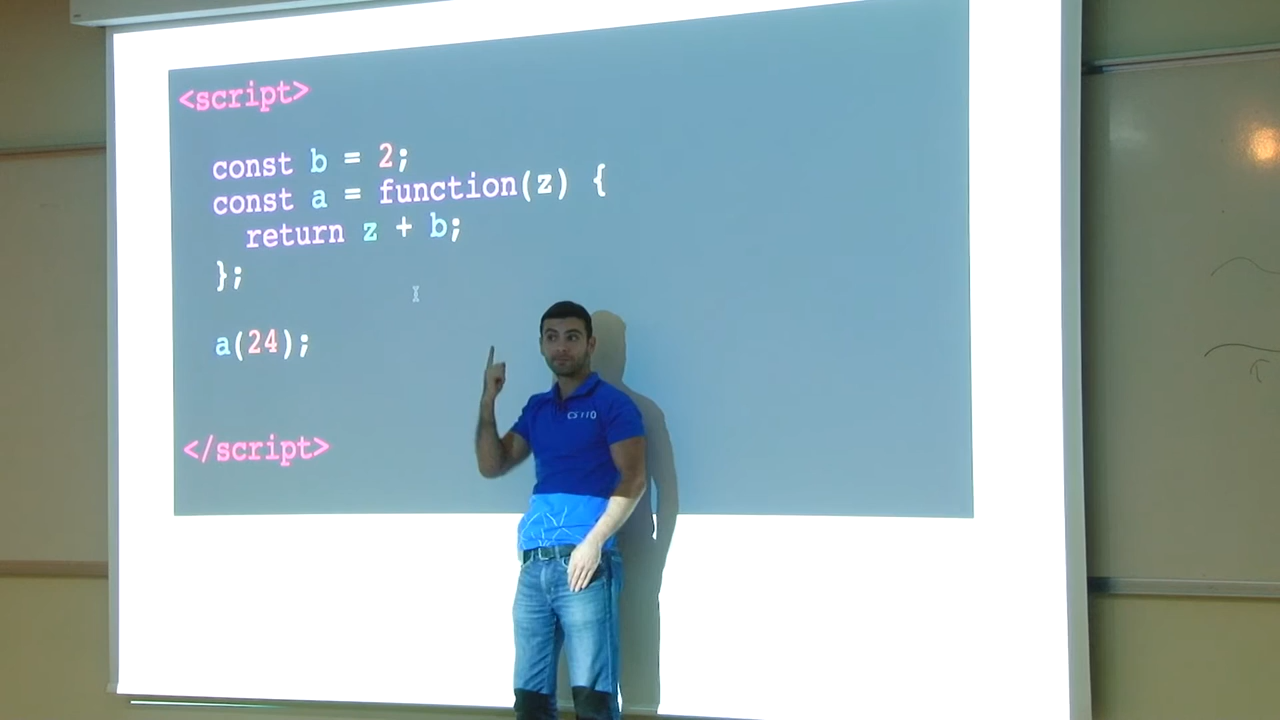 <script>
const b = 2;
const a = function(z) {
return z + b;
};
a(24);
</script>